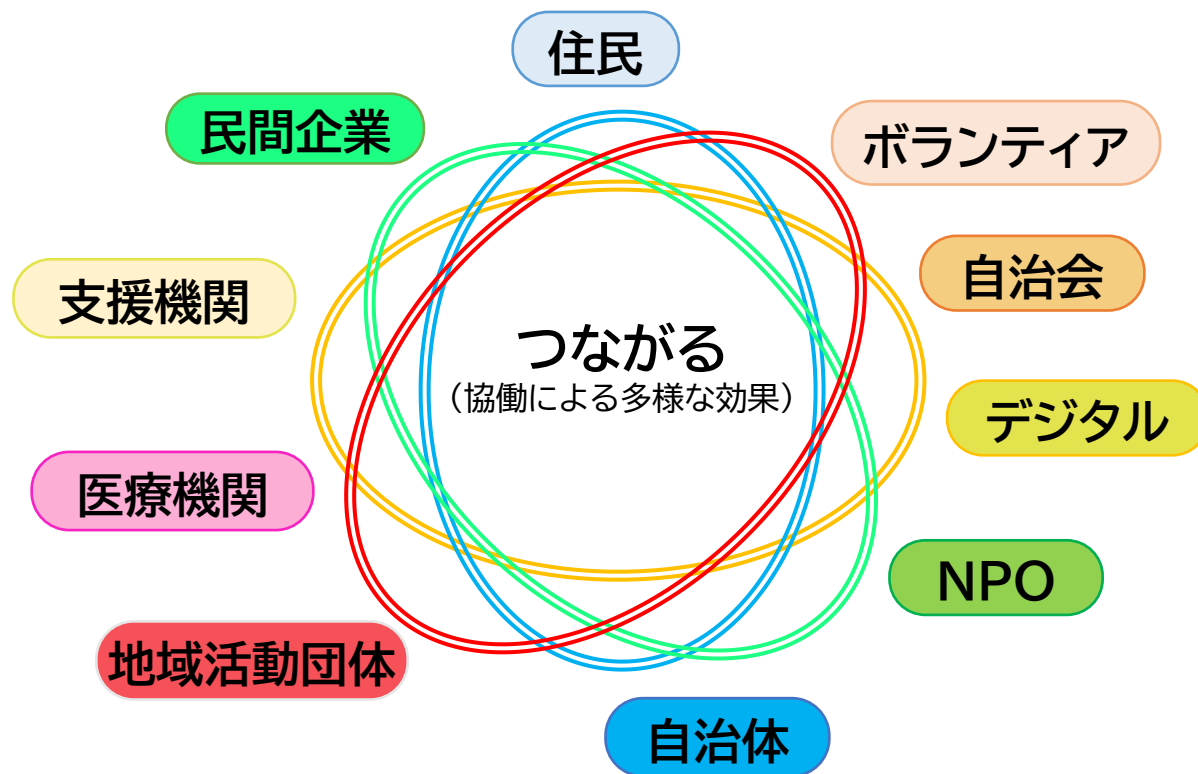 住民
民間企業
ボランティア
自治会
支援機関
つながる
（協働による多様な効果）
デジタル
医療機関
NPO
地域活動団体
自治体